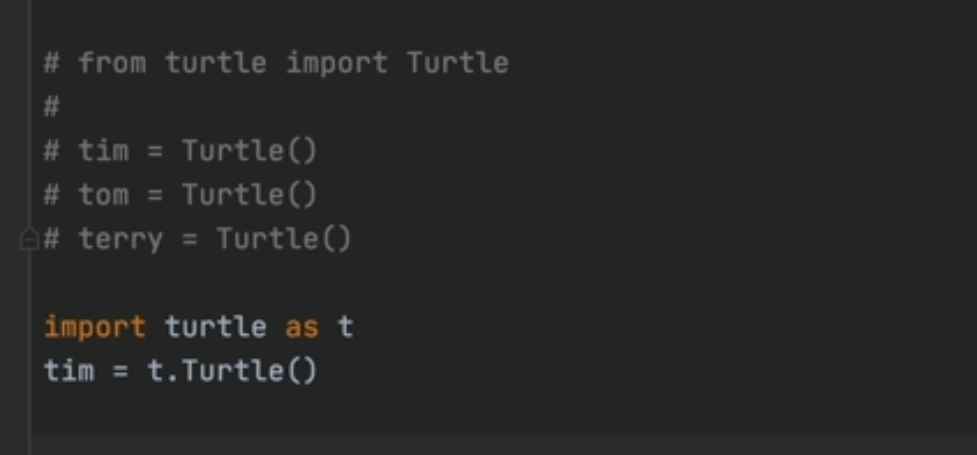 # from turtle import Turtle
#
# tim = Turtle()
# tom = Turtle()
# terry = Turtle()
import turtle as t
tim = t.Turtle()